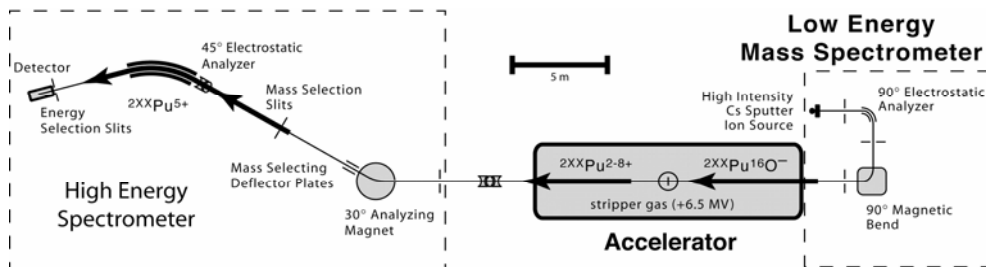 Low Energy
Mass Spectrometer
45° Electrostatic
Analyzer
Detector
2XXPu5+
Energy
Selection Slits
Mass Selection
Slits
5 m
High Intensity
Cs Sputter
Ion Source
90° Electrostatic
Analyzer
Mass Selecting
Deflector Plates
2XXPu2-8+
2XXPu16O−
High Energy
Spectrometer
30° Analyzing
Magnet
stripper gas (+6.5 MV)
Accelerator
90° Magnetic
Bend